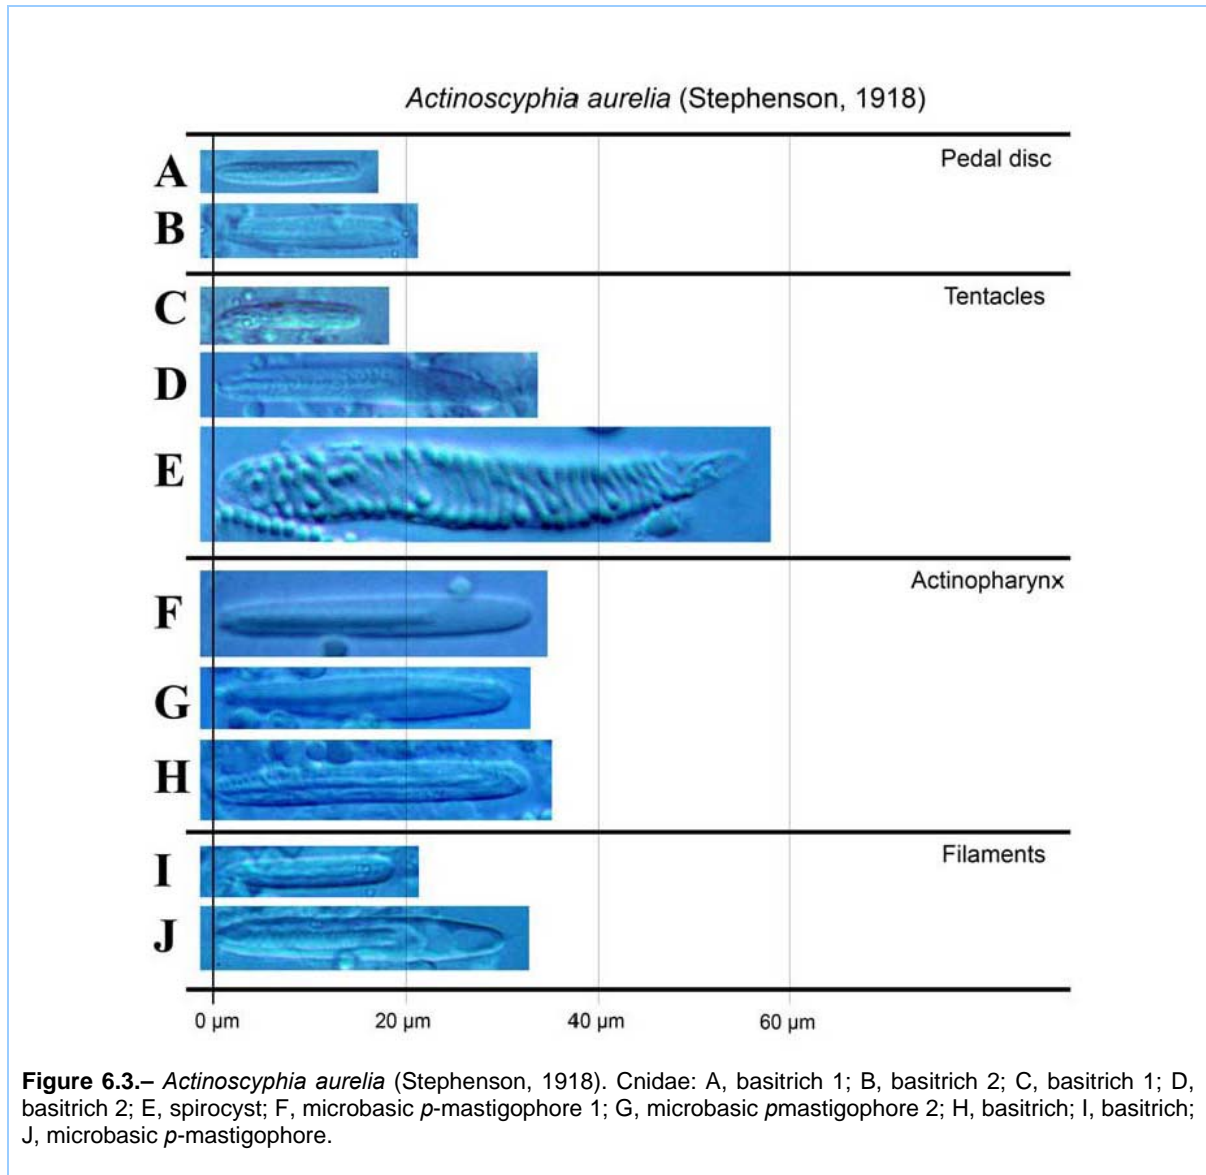 Actinoscyphia aurelia (Stephenson, 1918)
A
Pedal disc
B
C
Tentacles
D
E
F
Actinopharynx
G
H
I
Filaments
J
0 µm 20 µm 40 µm 60 µm
Figure 6.3.– Actinoscyphia aurelia (Stephenson, 1918). Cnidae: A, basitrich 1; B, basitrich 2; C, basitrich 1; D,
basitrich 2; E, spirocyst; F, microbasic p-mastigophore 1; G, microbasic pmastigophore 2; H, basitrich; I, basitrich;
J, microbasic p-mastigophore.